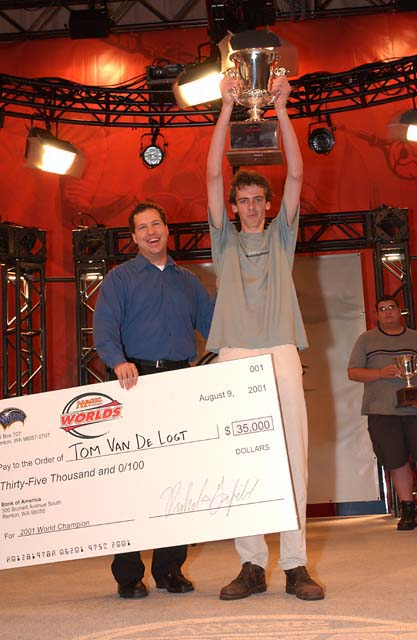 001
August 9, 2001
WORLDS
PO Box 707
Renton, WA 98057-0707
Pay to the Order of TOM VAN DE LOGT $ 35,000
Thirty-Five Thousand and 0/100 DOLLARS
Bank of America
300 Burnett Avenue South
Renton, WA 98055
For 2001 World Champion